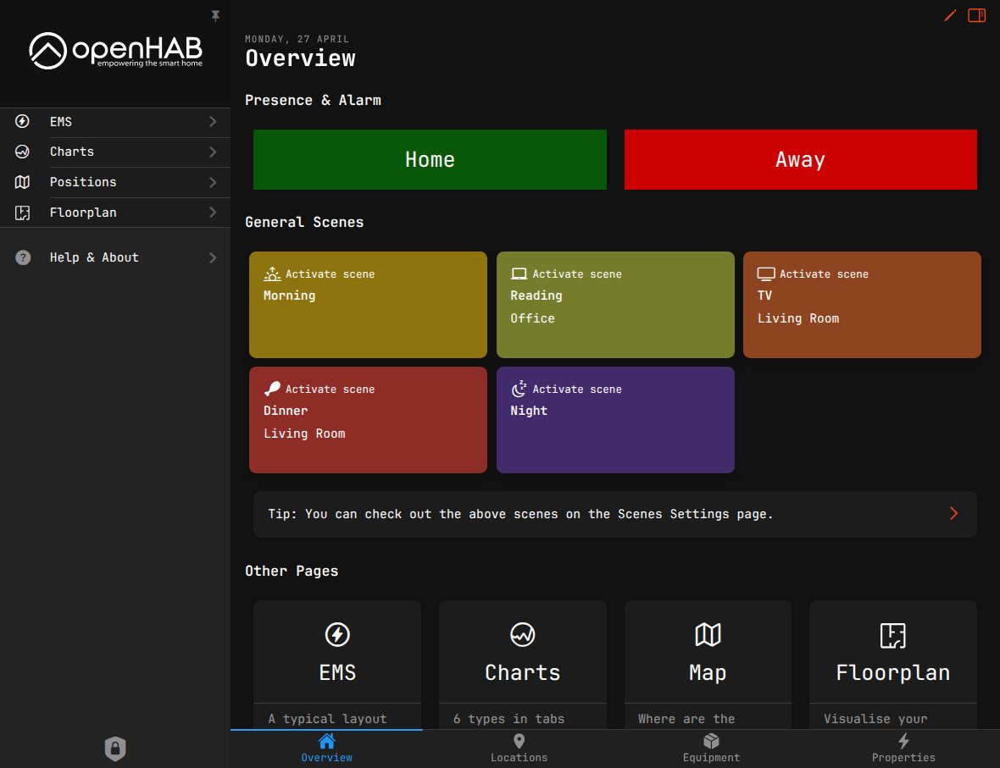 openHAB
empowering the smart home
EMS
Charts
Positions
Floorplan
Help & About
MONDAY, 27 APRIL
Overview
Presence & Alarm
Home
Away
General Scenes
Activate scene
Morning
Activate scene
Reading
Office
Activate scene
TV
Living Room
Activate scene
Dinner
Living Room
Activate scene
Night
Tip: You can check out the above scenes on the Scenes Settings page.
Other Pages
EMS
A typical layout
Charts
6 types in tabs
Map
Where are the
Floorplan
Visualise your
Overview
Locations
Equipment
Properties